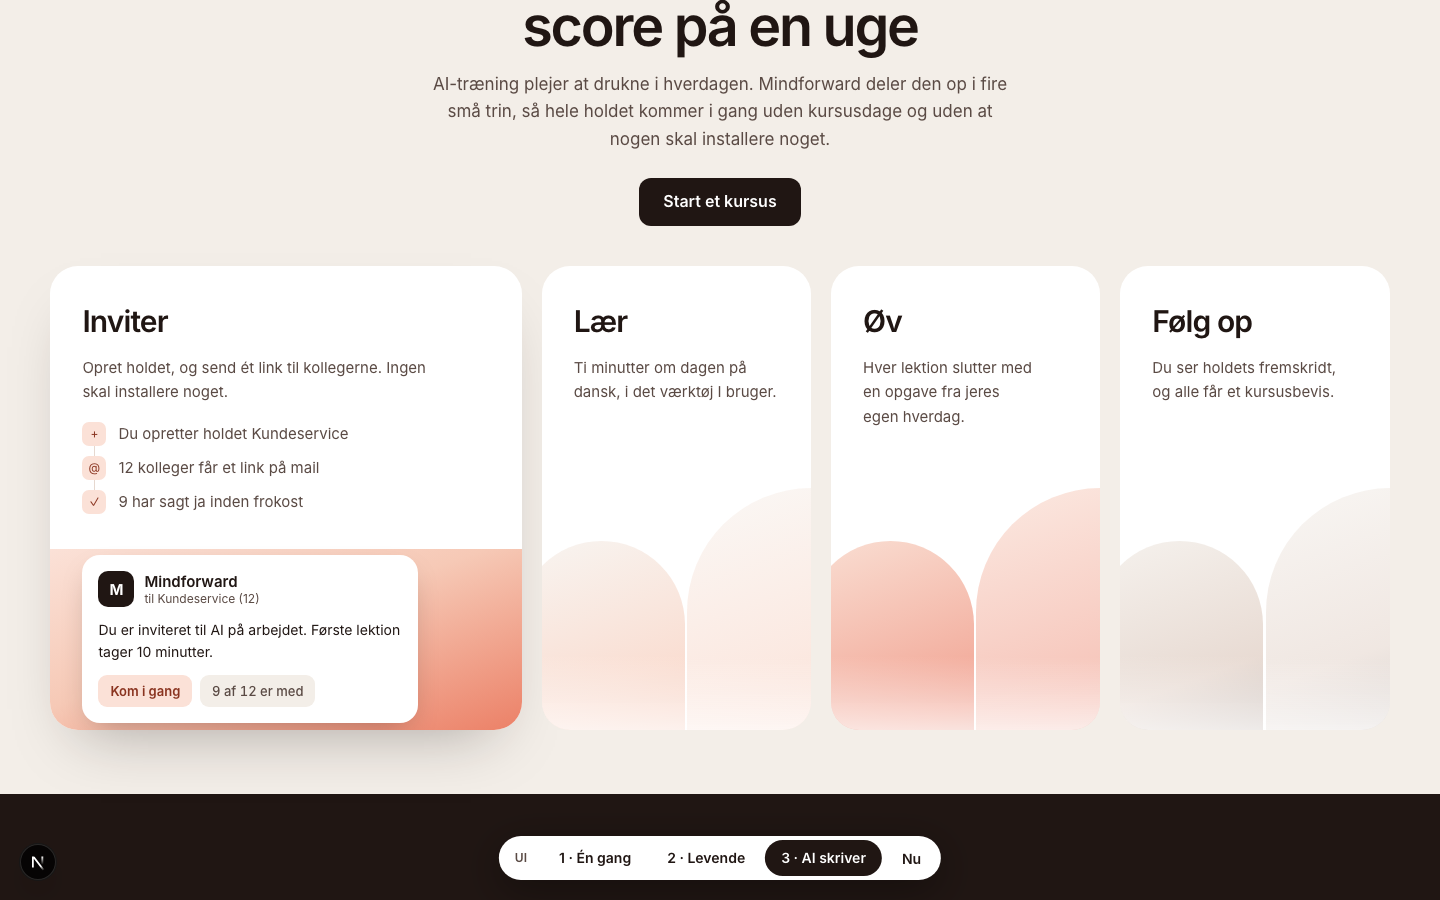 score på en uge
AI-træning plejer at drukne i hverdagen. Mindforward deler den op i fire
små trin, så hele holdet kommer i gang uden kursusdage og uden at
nogen skal installere noget.
Start et kursus
Inviter
Opret holdet, og send ét link til kollegerne. Ingen
skal installere noget.
+ Du opretter holdet Kundeservice
@ 12 kolleger får et link på mail
✓ 9 har sagt ja inden frokost
M
Mindforward
til Kundeservice (12)
Du er inviteret til AI på arbejdet. Første lektion
tager 10 minutter.
Kom i gang
9 af 12 er med
Lær
Ti minutter om dagen på
dansk, i det værktøj I bruger.
Øv
Hver lektion slutter med
en opgave fra jeres
egen hverdag.
Følg op
Du ser holdets fremskridt,
og alle får et kursusbevis.
N
UI
1 · Én gang
2 · Levende
3 · AI skriver
Nu